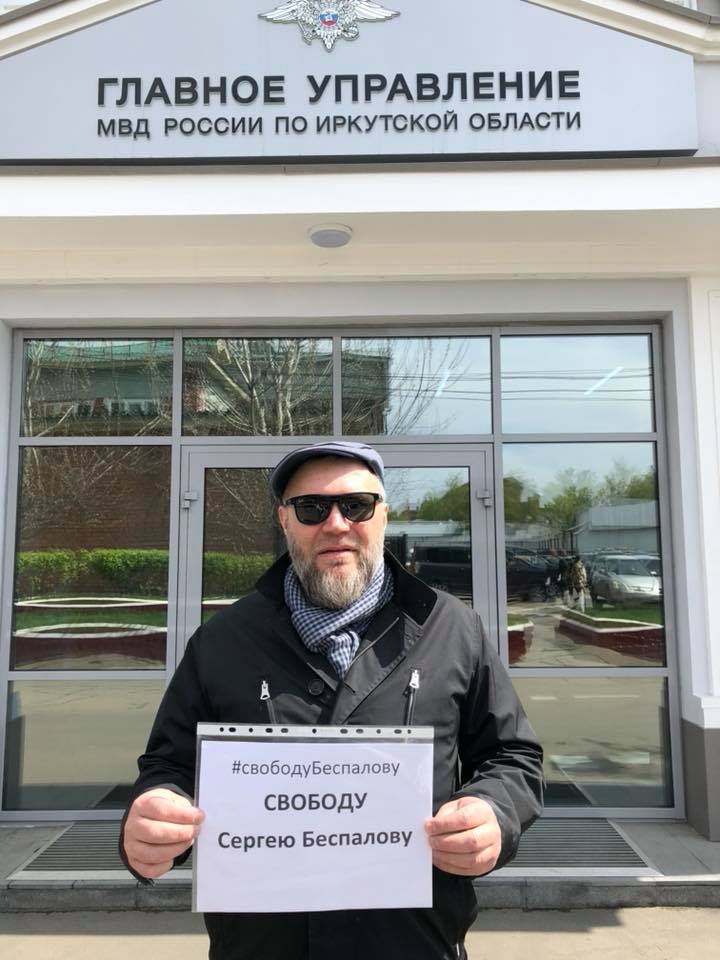 ГЛАВНОЕ УПРАВЛЕНИЕ
МВД РОССИИ ПО ИРКУТСКОЙ ОБЛАСТИ
#свободуБеспалову
СВОБОДУ
Сергею Беспалову